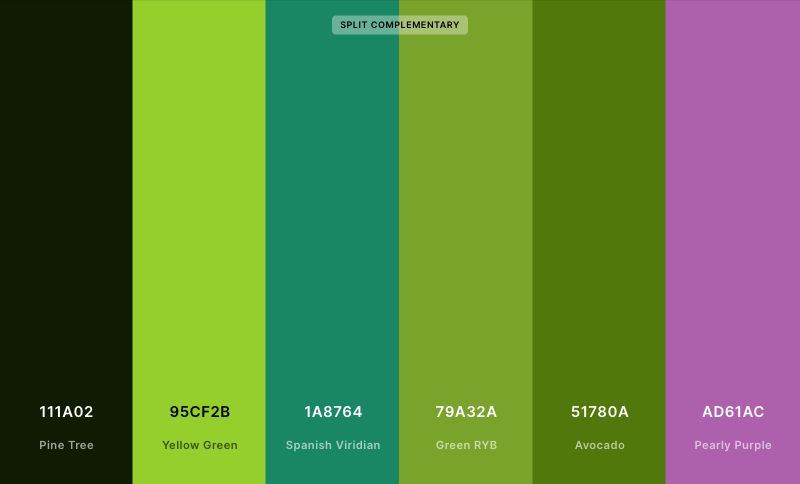 SPLIT COMPLEMENTARY
111A02
95CF2B
1A8764
79A32A
51780A
AD61AC
Pine Tree
Yellow Green
Spanish Viridian
Green RYB
Avocado
Pearly Purple